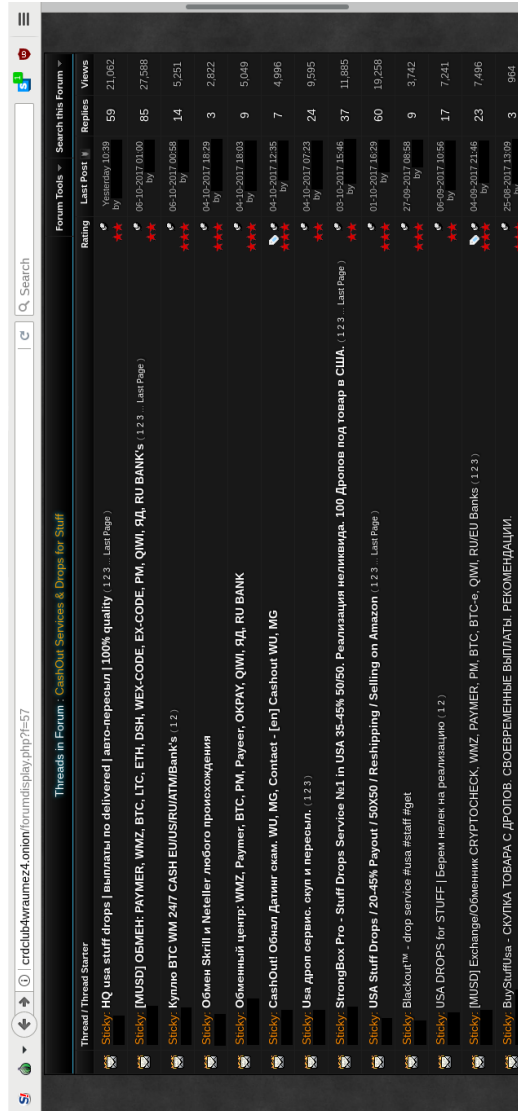 crdclub4wraumez4.onion/forumdisplay.php?f=57
Search
Threads in Forum : CashOut Services & Drops for Stuff
Forum Tools Search this Forum
Thread / Thread Starter Rating Last Post Replies Views
Sticky: HQ usa stuff drops | выплаты по delivered | авто-пересыл | 100% quality ( 1 2 3 ... Last Page ) Yesterday 10:39 59 21,062
by
Sticky: [MUSD] ОБМЕН: PAYMER, WMZ, BTC, LTC, ETH, DSH, WEX-CODE, EX-CODE, PM, QIWI, ЯД, RU BANK's ( 1 2 3 ... Last Page ) 06-10-2017 01:00 85 27,588
by
Sticky: Куплю BTC WM 24/7 CASH EU/US/RU/ATM/Bank's ( 1 2 ) 06-10-2017 00:58 14 5,251
by
Sticky: Обмен Skrill и Neteller любого происхождения 04-10-2017 18:29 3 2,822
by
Sticky: Обменный центр: WMZ, Paymer, BTC, PM, Payeer, OKPAY, QIWI, ЯД, RU BANK 04-10-2017 18:03 9 5,049
by
Sticky: CashOut! Обнал Датинг скам. WU, MG, Contact - [en] Cashout WU, MG 04-10-2017 12:35 7 4,996
by
Sticky: Usa дроп сервис. скуп и пересыл. ( 1 2 3 ) 04-10-2017 07:23 24 9,595
by
Sticky: StrongBox Pro - Stuff Drops Service №1 in USA 35-45% 50/50. Реализация неликвида. 100 Дропов под товар в США. ( 1 2 3 ... Last Page ) 03-10-2017 15:46 37 11,885
by
Sticky: USA Stuff Drops / 20-45% Payout / 50X50 / Reshipping / Selling on Amazon ( 1 2 3 ... Last Page ) 01-10-2017 16:29 60 19,258
by
Sticky: Blackout™ - drop service #usa #staff #get 27-09-2017 08:58 9 3,742
by
Sticky: USA DROPS for STUFF | Берем нелек на реализацию ( 1 2 ) 06-09-2017 10:56 17 7,241
by
Sticky: [MUSD] Exchange/Обменник CRYPTOCHECK, WMZ, PAYMER, PM, BTC, BTC-e, QIWI, RU/EU Banks ( 1 2 3 ) 04-09-2017 21:46 23 7,496
by
Sticky: BuyStuffUsa - СКУПКА ТОВАРА С ДРОПОВ. СВОЕВРЕМЕННЫЕ ВЫПЛАТЫ. РЕКОМЕНДАЦИИ. 25-08-2017 13:09 3 964
by